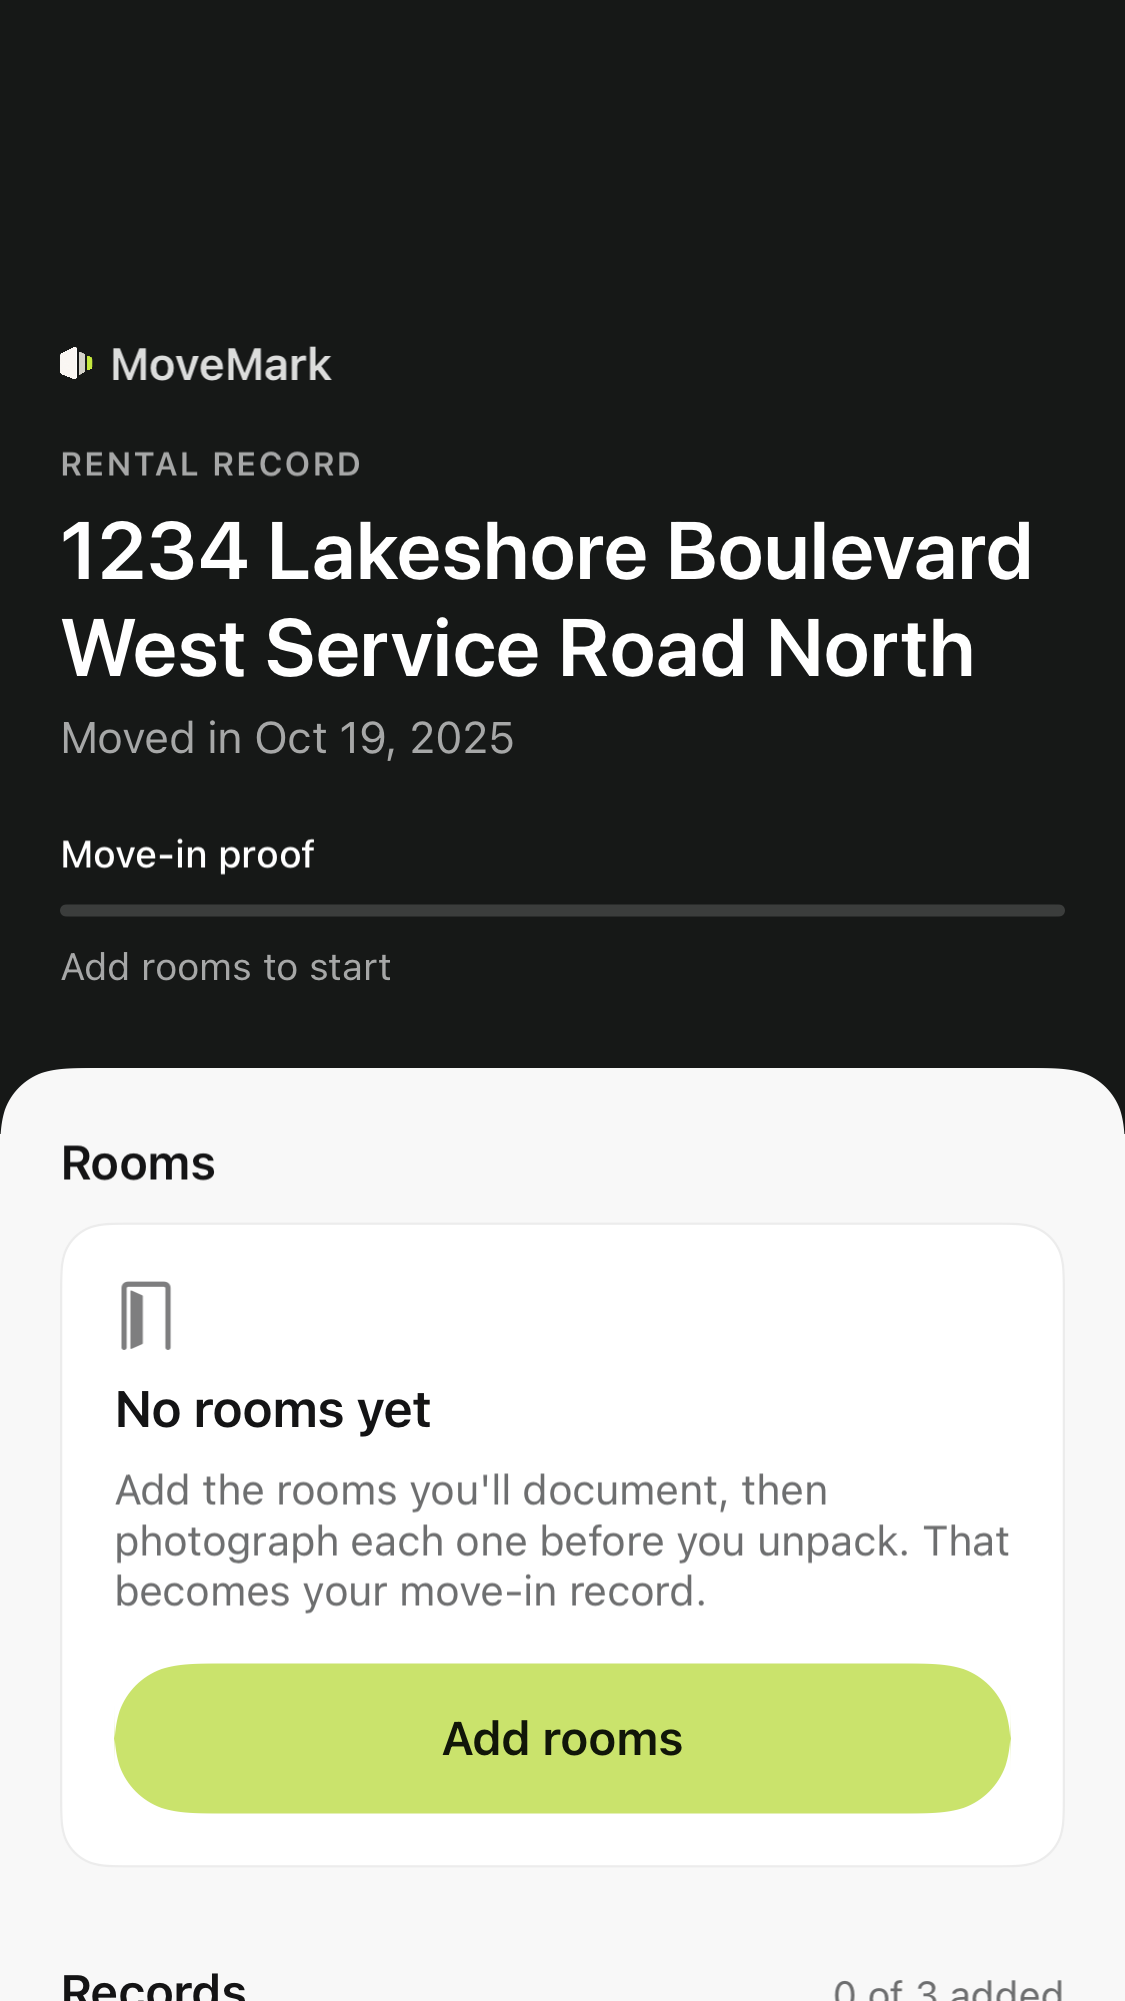 MoveMark
RENTAL RECORD
1234 Lakeshore Boulevard
West Service Road North
Moved in Oct 19, 2025
Move-in proof
Add rooms to start
Rooms
No rooms yet
Add the rooms you'll document, then
photograph each one before you unpack. That
becomes your move-in record.
Add rooms
Records
0 of 3 added